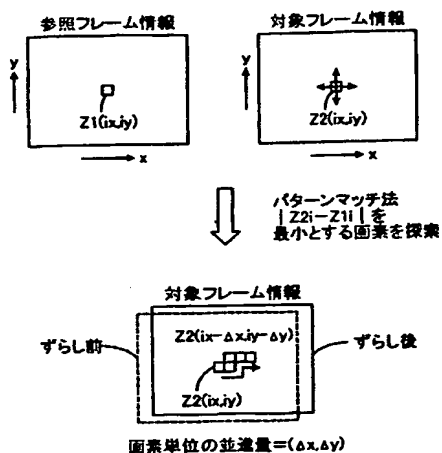 参照フレーム情報
y
Z1(ix,iy)
x
対象フレーム情報
y
Z2(ix,iy)
x
パターンマッチ法
|Z2i-Z1i|を
最小とする画素を探索
対象フレーム情報
ずらし前
Z2(ix-Δx,iy-Δy)
ずらし後
Z2(ix,iy)
画素単位の並進量=(Δx,Δy)